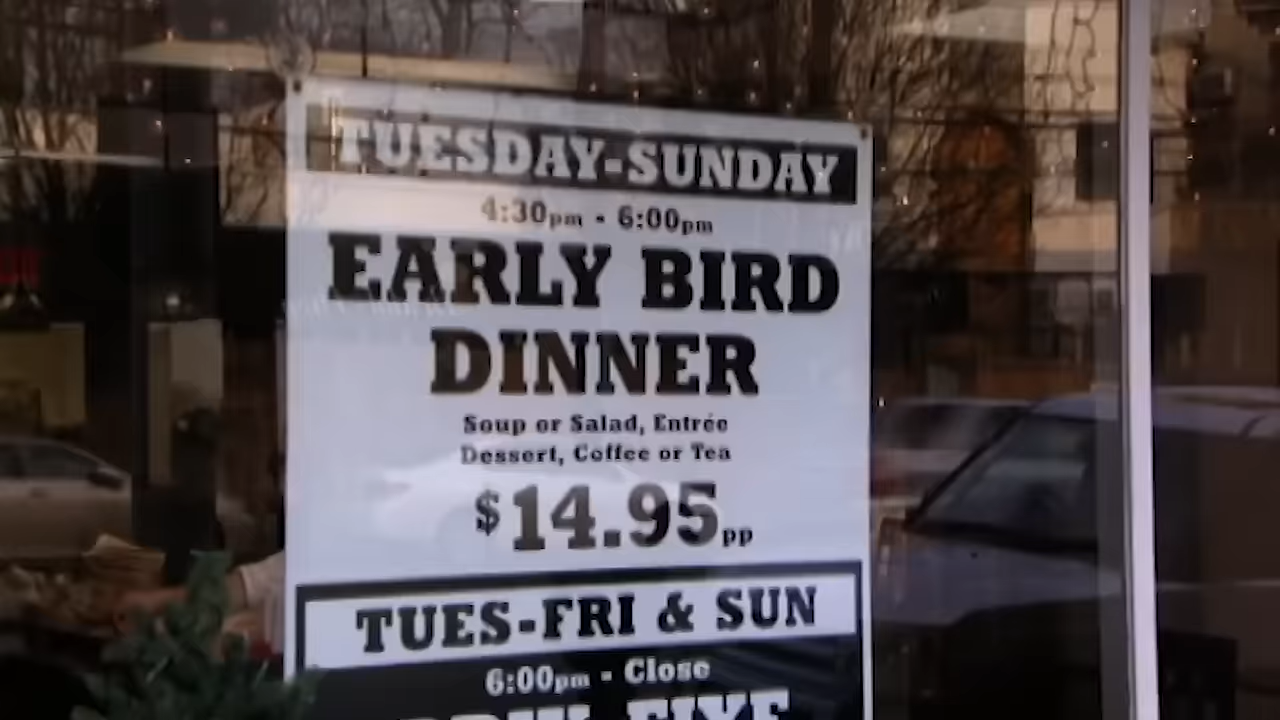 TUESDAY-SUNDAY
4:30pm - 6:00pm
EARLY BIRD
DINNER
Soup or Salad, Entrée
Dessert, Coffee or Tea
$14.95pp
TUES-FRI & SUN
6:00pm - Close